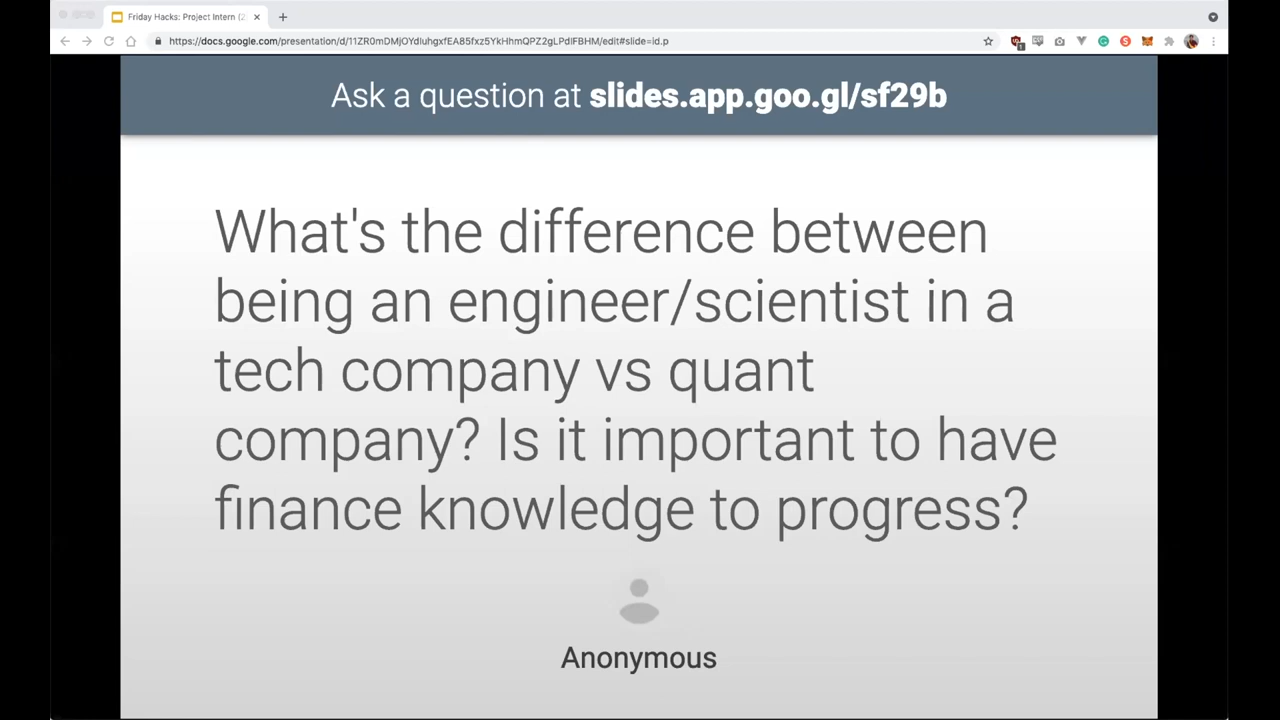 Friday Hacks: Project Intern (2
https://docs.google.com/presentation/d/11ZR0mDMjOYdluhgxfEA85fxz5YkHhmQPZ2gLPdiFBHM/edit#slide=id.p
Ask a question at slides.app.goo.gl/sf29b
What's the difference between
being an engineer/scientist in a
tech company vs quant
company? Is it important to have
finance knowledge to progress?
Anonymous